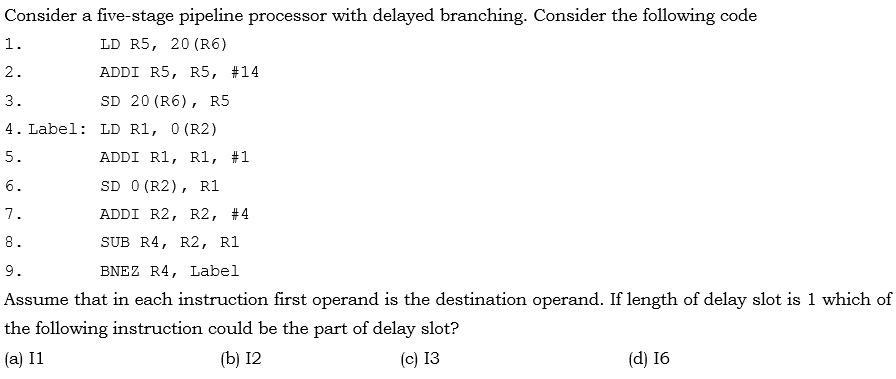 Consider a five-stage pipeline processor with delayed branching. Consider the following code
1. LD R5, 20(R6)
2. ADDI R5, R5, #14
3. SD 20(R6), R5
4. Label: LD R1, 0(R2)
5. ADDI R1, R1, #1
6. SD 0(R2), R1
7. ADDI R2, R2, #4
8. SUB R4, R2, R1
9. BNEZ R4, Label
Assume that in each instruction first operand is the destination operand. If length of delay slot is 1 which of
the following instruction could be the part of delay slot?
(a) I1 (b) I2 (c) I3 (d) I6